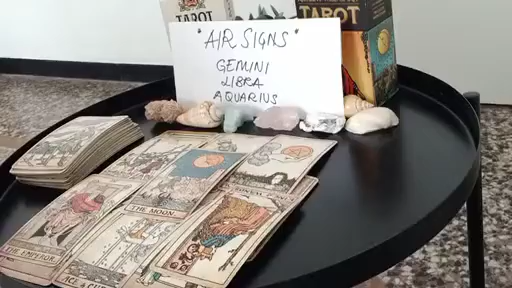 TAROT
TAROT
"AIR SIGNS"
GEMINI
LIBRA
AQUARIUS
THE MOON.
THE EMPEROR.